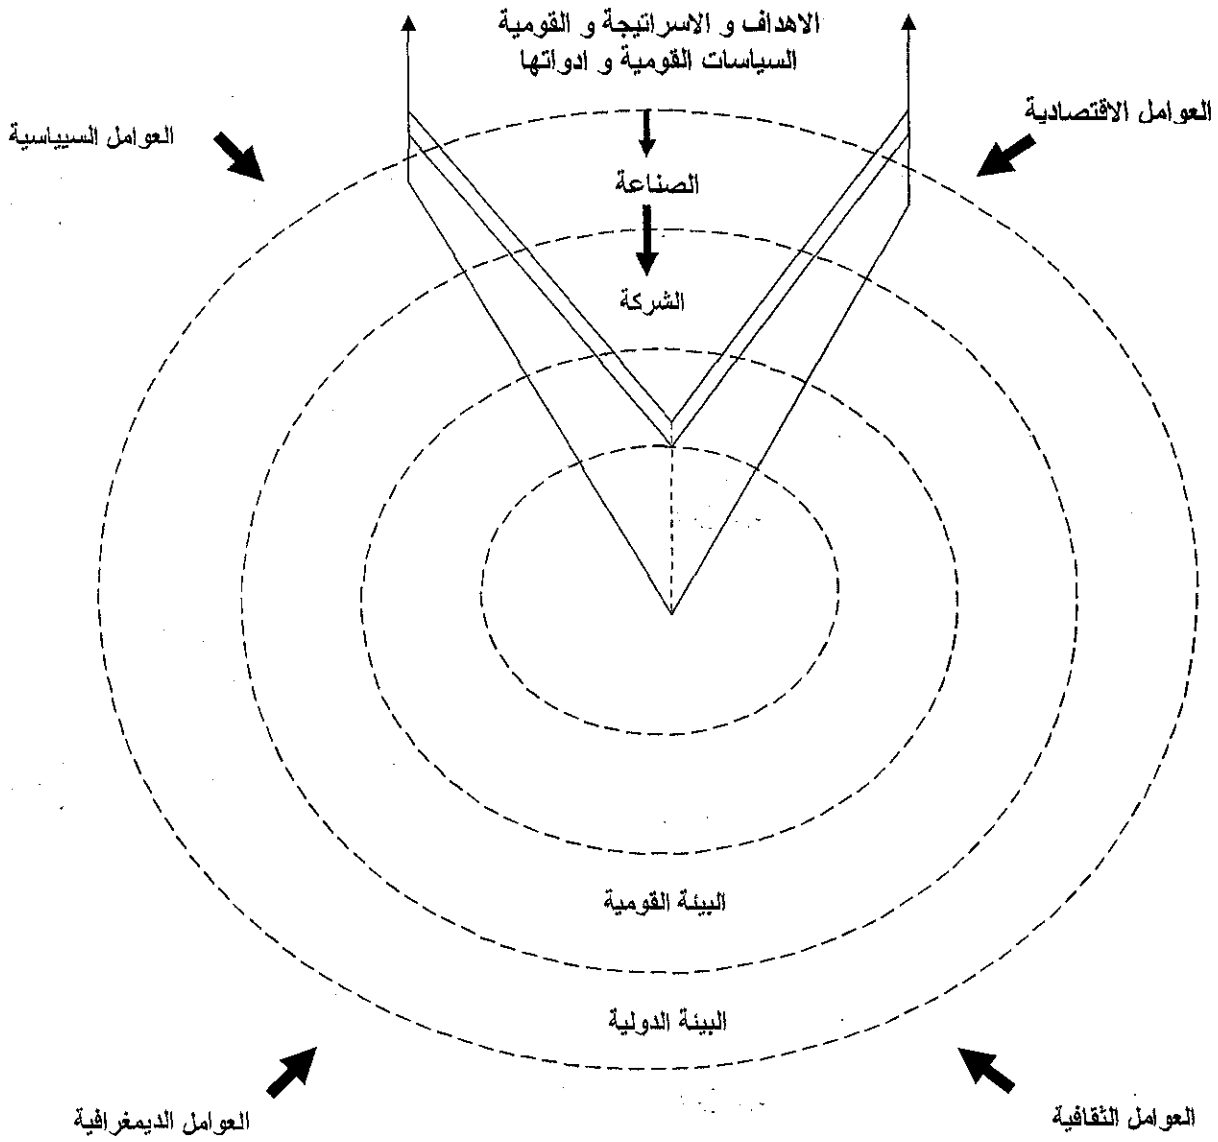 الاهداف و الاسراتيجة و القومية
السياسات القومية و ادواتها
العوامل الاقتصادية
العوامل السيياسية
الصناعة
الشركة
البيئة القومية
البيئة الدولية
العوامل الثقافية
العوامل الديمغرافية